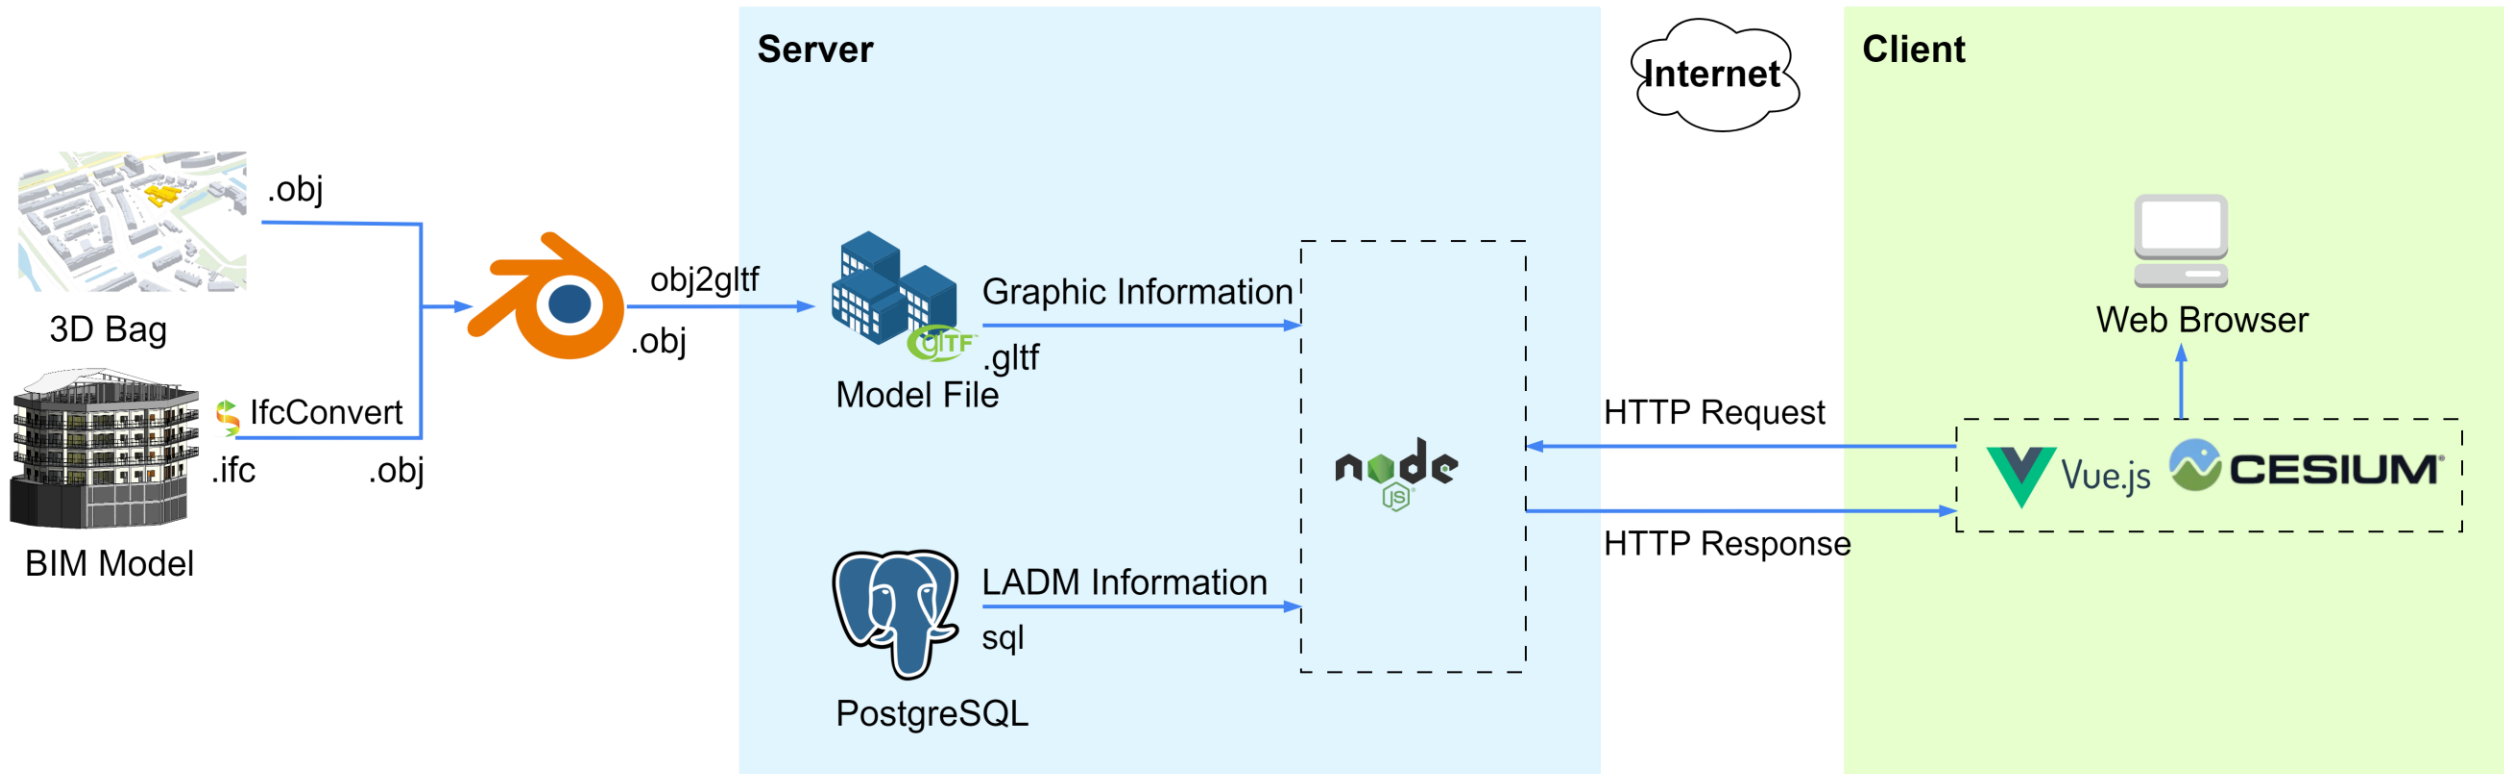 Server
Internet
Client
.obj
3D Bag
IfcConvert
.ifc
.obj
BIM Model
obj2gltf
.obj
glTF™
Model File
Graphic Information
.gltf
LADM Information
sql
PostgreSQL
node
JS
HTTP Request
HTTP Response
Web Browser
Vue.js
CESIUM®